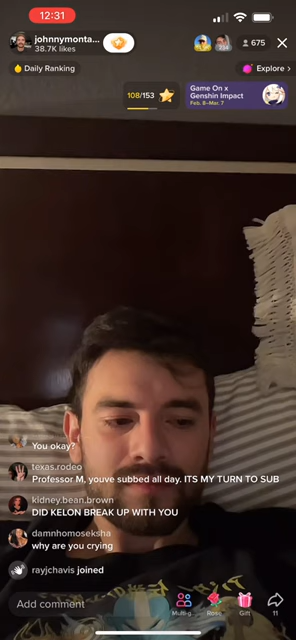 12:31
johnnymonta...
38.7K likes
234
675
Daily Ranking
Explore >
108/153
Game On x
Genshin Impact
Feb. 8–Mar. 7
You okay?
texas.rodeo
Professor M, youve subbed all day. ITS MY TURN TO SUB
kidney.bean.brown
DID KELON BREAK UP WITH YOU
damnhomoseksha
why are you crying
rayjchavis joined
Add comment
Multi-g
Rose
Gift
11